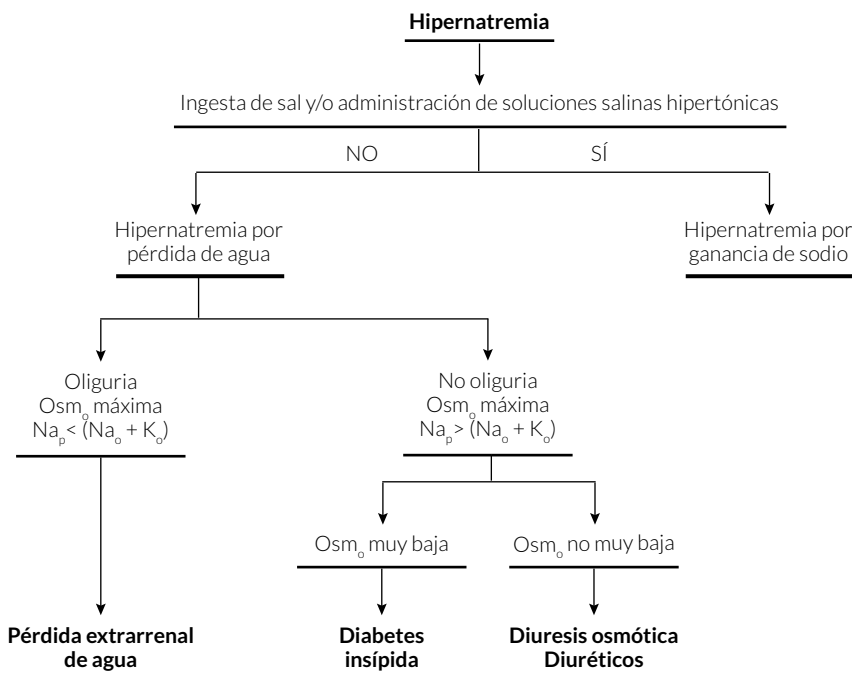 Hipernatremia
Ingesta de sal y/o administración de soluciones salinas hipertónicas
NO
SÍ
Hipernatremia por
pérdida de agua
Hipernatremia por
ganancia de sodio
Oliguria
Osmₒ máxima
Naₚ< (Naₒ + Kₒ)
No oliguria
Osmₒ máxima
Naₚ> (Naₒ + Kₒ)
Osmₒ muy baja
Osmₒ no muy baja
Pérdida extrarrenal
de agua
Diabetes
insípida
Diuresis osmótica
Diuréticos